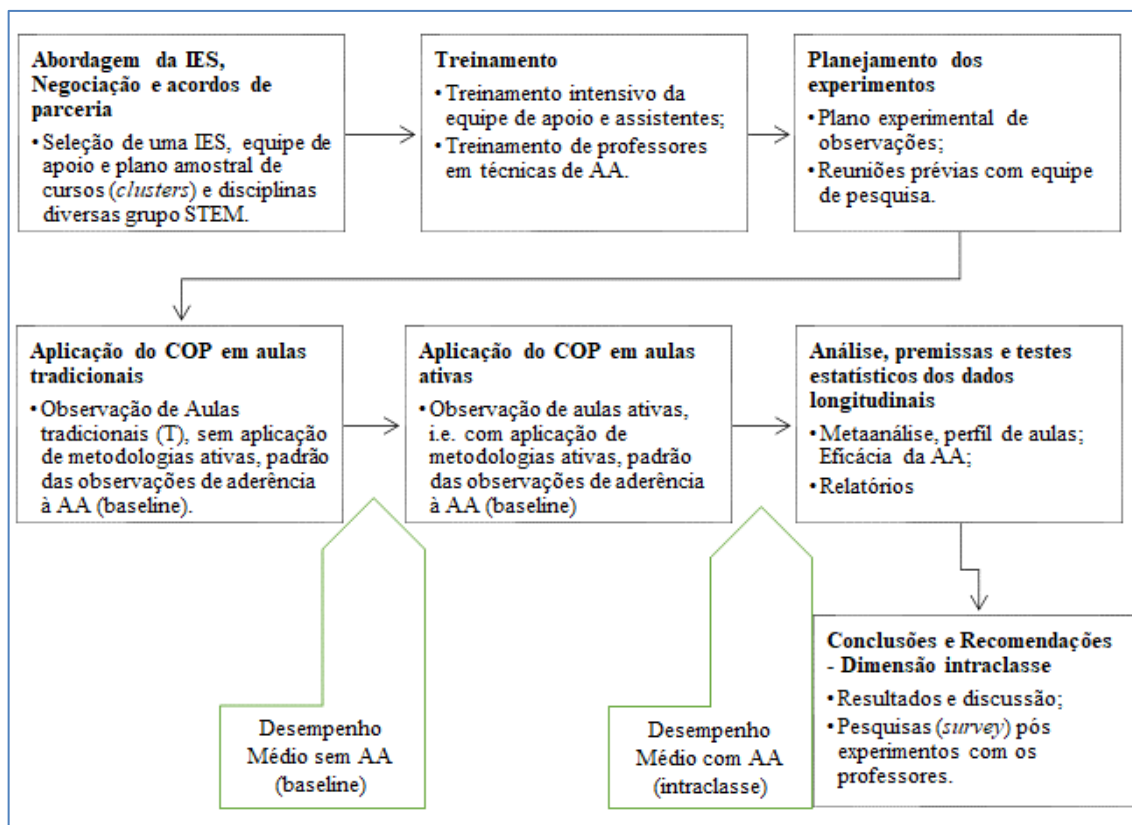 Abordagem da IES,
Negociação e acordos de
parceria
• Seleção de uma IES, equipe de
apoio e plano amostral de
cursos (clusters) e disciplinas
diversas grupo STEM.
Treinamento
• Treinamento intensivo da
equipe de apoio e assistentes;
• Treinamento de professores
em técnicas de AA.
Planejamento dos
experimentos
• Plano experimental de
observações;
• Reuniões prévias com equipe
de pesquisa.
Aplicação do COP em aulas
tradicionais
• Observação de Aulas
tradicionais (T), sem aplicação
de metodologias ativas, padrão
das observações de aderência
à AA (baseline).
Aplicação do COP em aulas
ativas
• Observação de aulas ativas,
i.e. com aplicação de
metodologias ativas, padrão
das observações de aderência
à AA (baseline)
Análise, premissas e testes
estatísticos dos dados
longitudinais
• Metaanálise, perfil de aulas;
Eficácia da AA;
• Relatórios
Desempenho
Médio sem AA
(baseline)
Desempenho
Médio com AA
(intraclasse)
Conclusões e Recomendações
- Dimensão intraclasse
• Resultados e discussão;
• Pesquisas (survey) pós
experimentos com os
professores.